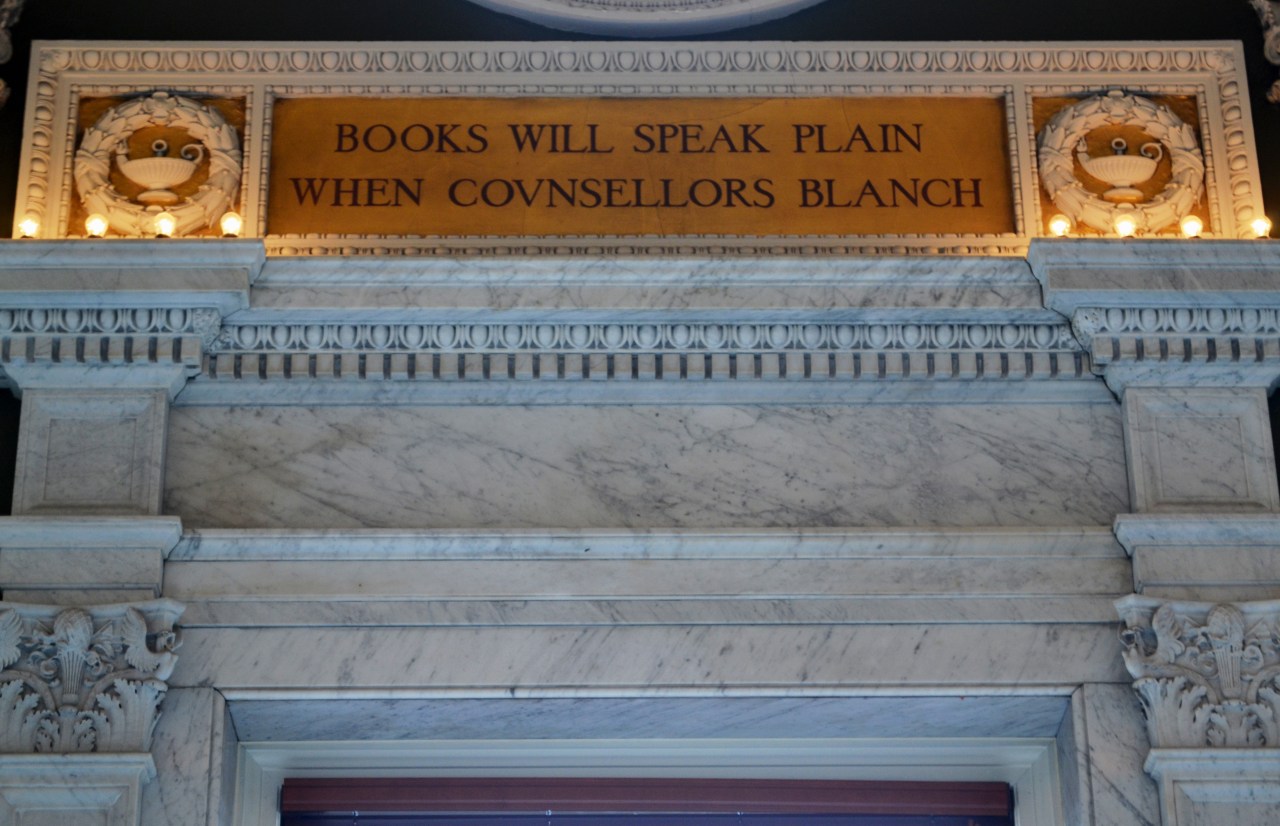 BOOKS WILL SPEAK PLAIN
WHEN COVNSELLORS BLANCH